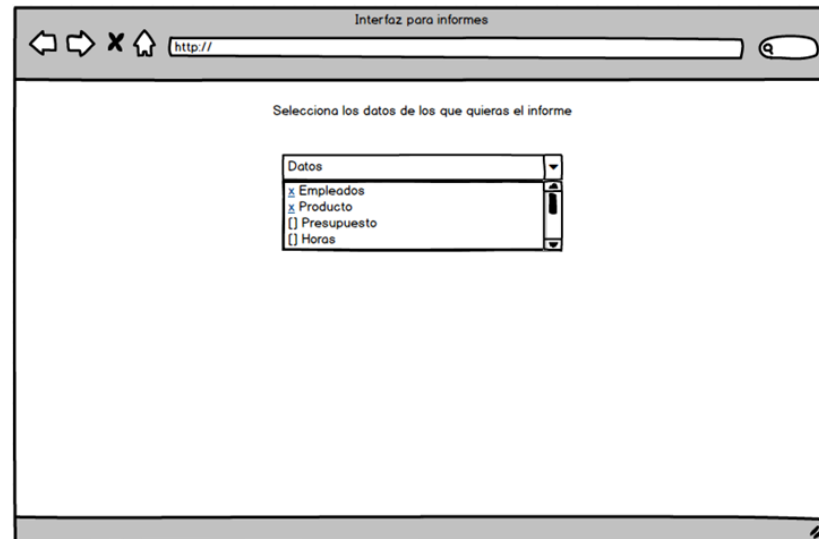 Interfaz para informes
http://
Selecciona los datos de los que quieras el informe
Datos
x Empleados
x Producto
[] Presupuesto
[] Horas